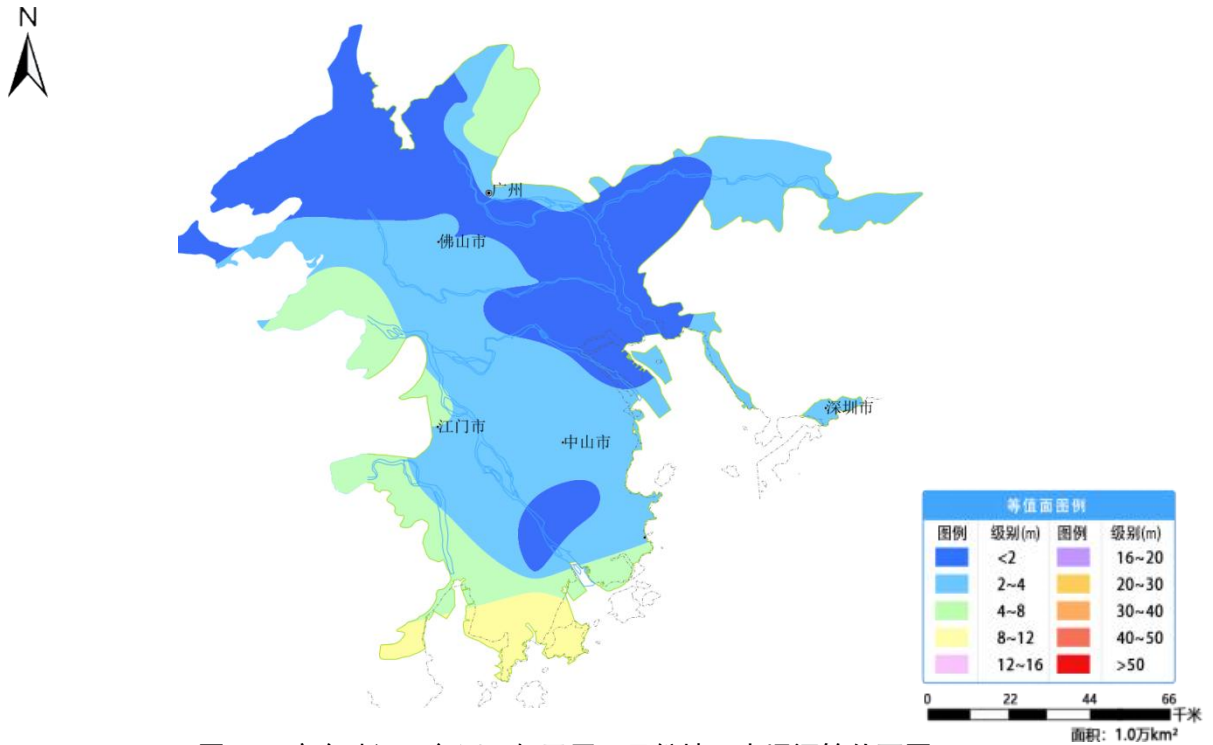 N
广州
佛山市
深圳市
江门市
中山市
等值面图例
图例 级别(m) 图例 级别(m)
<2 16~20
2~4 20~30
4~8 30~40
8~12 40~50
12~16 >50
0 22 44 66
千米
面积：1.0万km²